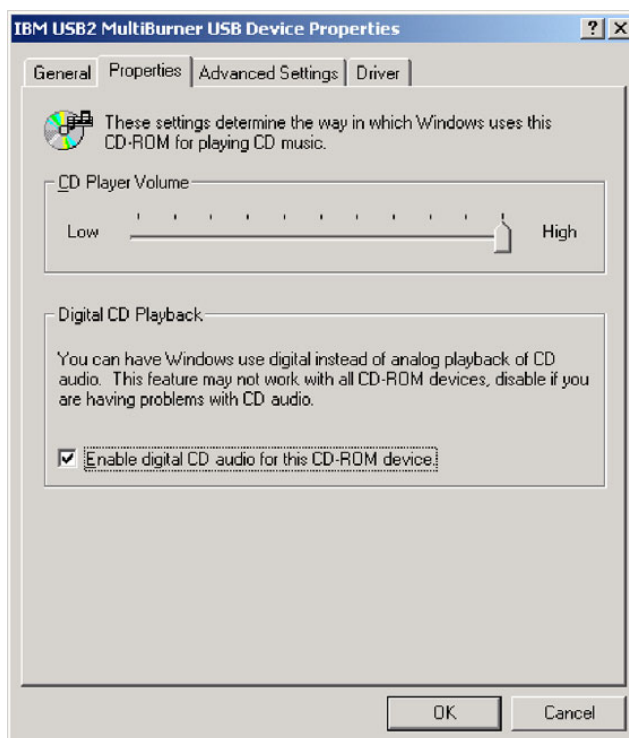 IBM USB2 MultiBurner USB Device Properties
General Properties Advanced Settings Driver
These settings determine the way in which Windows uses this
CD-ROM for playing CD music.
CD Player Volume
Low High
Digital CD Playback
You can have Windows use digital instead of analog playback of CD
audio. This feature may not work with all CD-ROM devices, disable if you
are having problems with CD audio.
Enable digital CD audio for this CD-ROM device.
OK Cancel